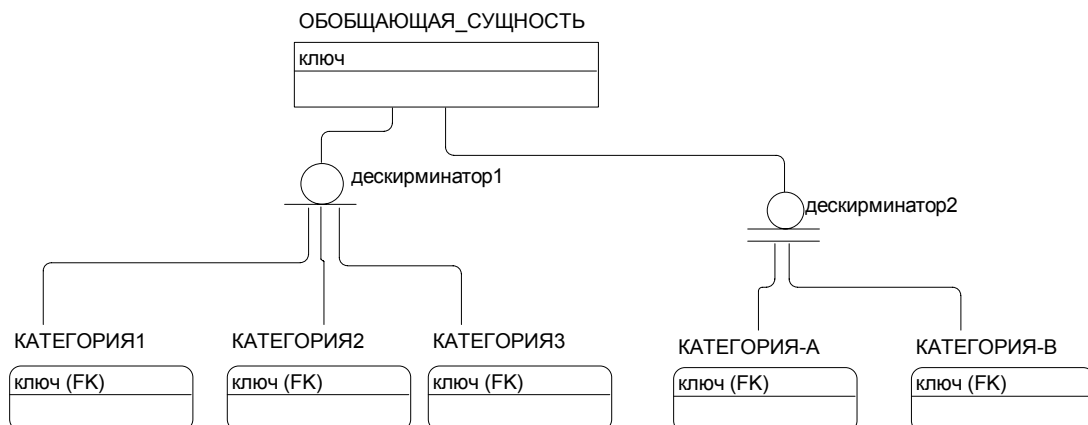 ОБОБЩАЮЩАЯ_СУЩНОСТЬ
ключ
дескирминатор1
дескирминатор2
КАТЕГОРИЯ1
КАТЕГОРИЯ2
КАТЕГОРИЯ3
КАТЕГОРИЯ-A
КАТЕГОРИЯ-B
ключ (FK)
ключ (FK)
ключ (FK)
ключ (FK)
ключ (FK)